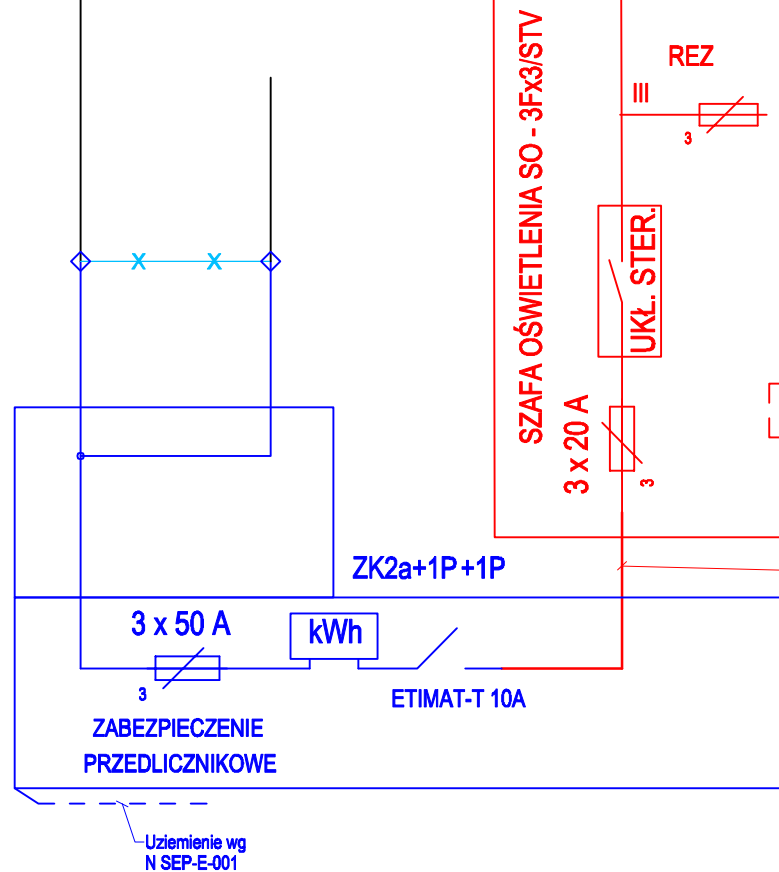 REZ
III
3
SZAFA OŚWIETLENIA SO - 3Fx3/STV
UKŁ. STER.
3 x 20 A
3
X X
ZK2a+1P+1P
3 x 50 A
kWh
3
ETIMAT-T 10A
ZABEZPIECZENIE
PRZEDLICZNIKOWE
Uziemienie wg
N SEP-E-001